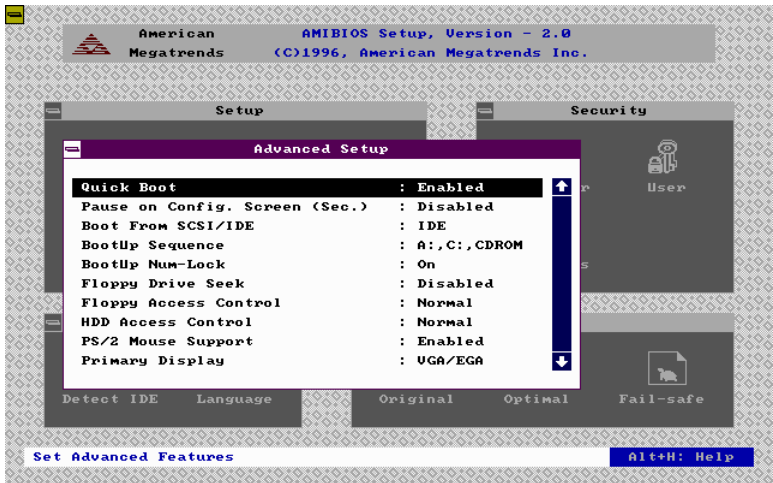 American
Megatrends
AMIBIOS Setup, Version - 2.0
(C)1996, American Megatrends Inc.
Setup
Security
Advanced Setup
Quick Boot : Enabled
Pause on Config. Screen (Sec.) : Disabled
Boot From SCSI/IDE : IDE
BootUp Sequence : A:,C:,CDROM
BootUp Num-Lock : On
Floppy Drive Seek : Disabled
Floppy Access Control : Normal
HDD Access Control : Normal
PS/2 Mouse Support : Enabled
Primary Display : VGA/EGA
User
Detect IDE Language
Original Optimal Fail-safe
Set Advanced Features
Alt+H: Help